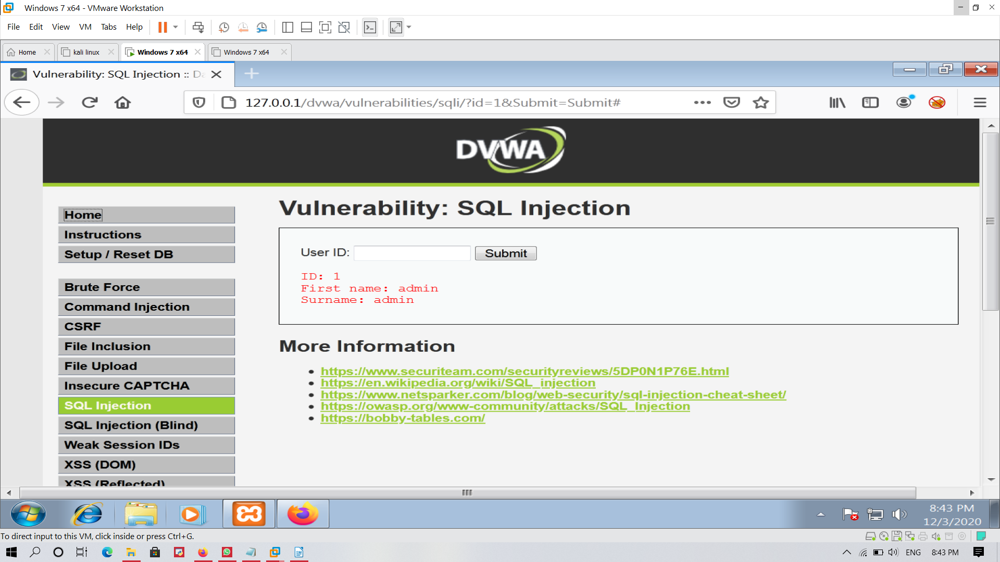 Windows 7 x64 - VMware Workstation
File Edit View VM Tabs Help
Home kali linux Windows 7 x64 Windows 7 x64
Vulnerability: SQL Injection :: Da
127.0.0.1/dvwa/vulnerabilities/sqli/?id=1&Submit=Submit#
DVWA
Home
Instructions
Setup / Reset DB
Brute Force
Command Injection
CSRF
File Inclusion
File Upload
Insecure CAPTCHA
SQL Injection
SQL Injection (Blind)
Weak Session IDs
XSS (DOM)
XSS (Reflected)
Vulnerability: SQL Injection
User ID: Submit
ID: 1
First name: admin
Surname: admin
More Information
https://www.securiteam.com/securityreviews/5DP0N1P76E.html
https://en.wikipedia.org/wiki/SQL_injection
https://www.netsparker.com/blog/web-security/sql-injection-cheat-sheet/
https://owasp.org/www-community/attacks/SQL_Injection
https://bobby-tables.com/
8:43 PM
12/3/2020
To direct input to this VM, click inside or press Ctrl+G.
ENG 8:43 PM